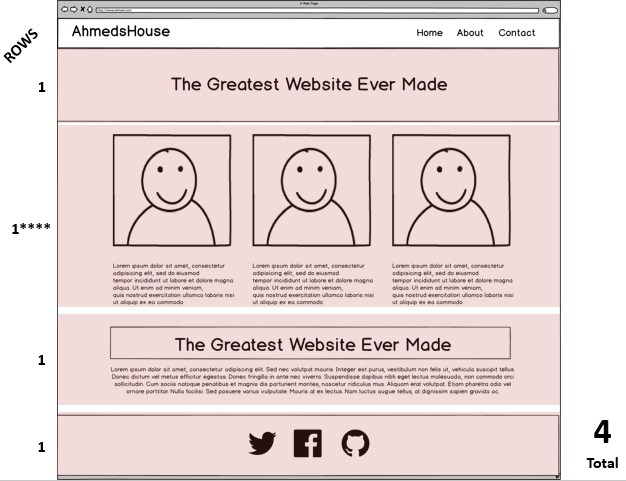 A Web Page
http://www.ahmed.com
AhmedsHouse
Home About Contact
ROWS
1
The Greatest Website Ever Made
1****
Lorem ipsum dolor sit amet, consectetur
adipisicing elit, sed do eiusmod
tempor incididunt ut labore et dolore magna
aliqua. Ut enim ad minim veniam,
quis nostrud exercitation ullamco laboris nisi
ut aliquip ex ea commodo
Lorem ipsum dolor sit amet, consectetur
adipisicing elit, sed do eiusmod
tempor incididunt ut labore et dolore magna
aliqua. Ut enim ad minim veniam,
quis nostrud exercitation ullamco laboris nisi
ut aliquip ex ea commodo
Lorem ipsum dolor sit amet, consectetur
adipisicing elit, sed do eiusmod
tempor incididunt ut labore et dolore magna
aliqua. Ut enim ad minim veniam,
quis nostrud exercitation ullamco laboris nisi
ut aliquip ex ea commodo
1
The Greatest Website Ever Made
Lorem ipsum dolor sit amet, consectetur adipiscing elit. Sed nec volutpat mauris. Integer est purus, vestibulum non felis ut, vehicula suscipit tellus.
Donec dictum vel metus efficitur egestas. Donec fringilla in ante nec viverra. Suspendisse dapibus nibh eget lectus malesuada, non commodo orci
sollicitudin. Cum sociis natoque penatibus et magnis dis parturient montes, nascetur ridiculus mus. Aliquam erat volutpat. Etiam pharetra odio vel
ornare porttitor. Nulla facilisi. Sed posuere varius vulputate. Mauris at ex lectus. Nam luctus augue tellus, at dignissim sapien gravida ac.
1
4
Total